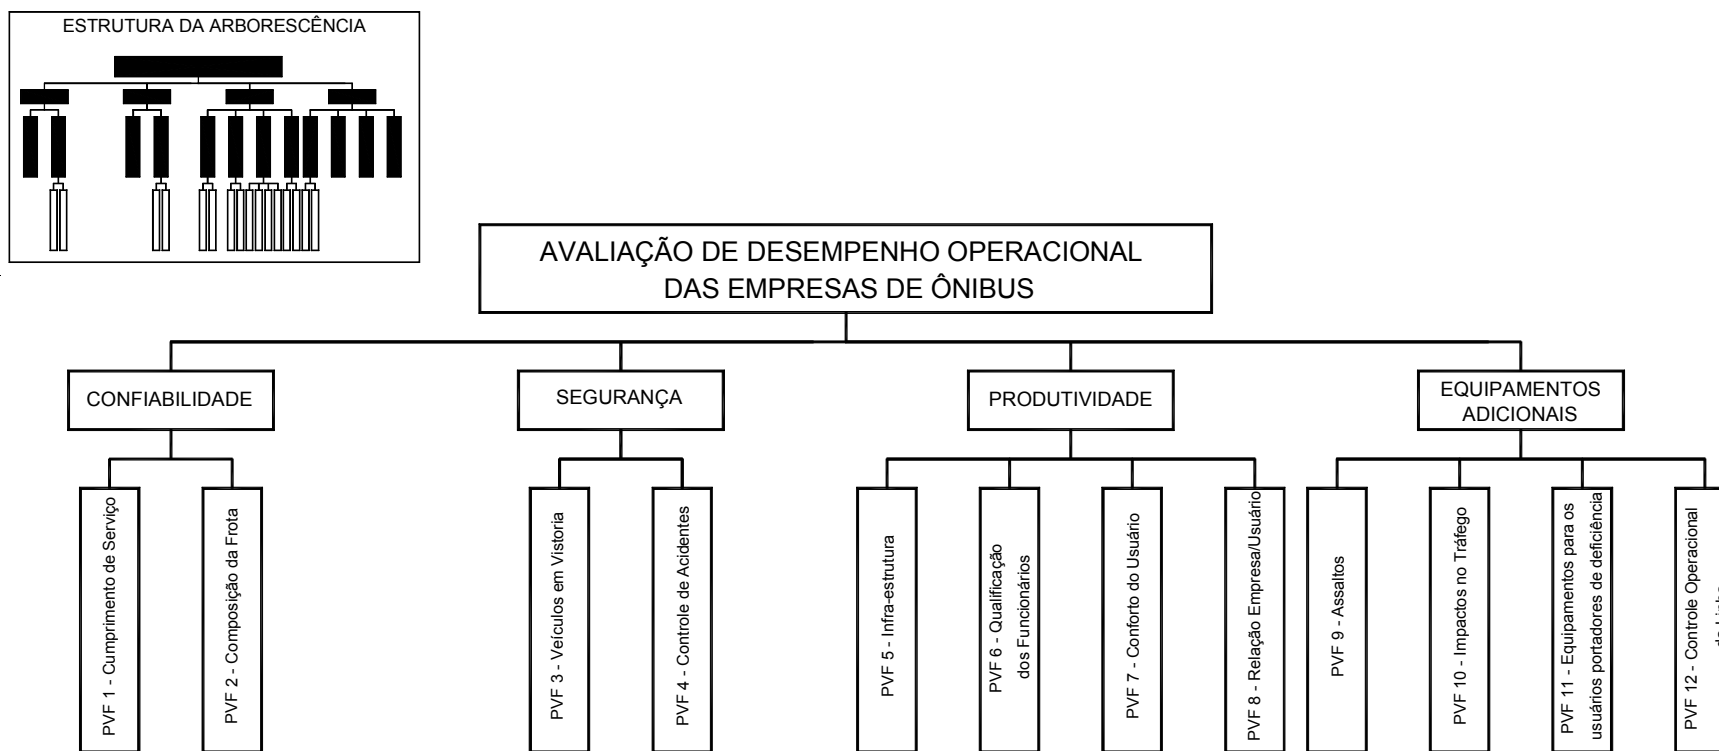 ESTRUTURA DA ARBORESCÊNCIA
AVALIAÇÃO DE DESEMPENHO OPERACIONAL
DAS EMPRESAS DE ÔNIBUS
CONFIABILIDADE
SEGURANÇA
PRODUTIVIDADE
EQUIPAMENTOS
ADICIONAIS
PVF 1 - Cumprimento de Serviço
PVF 2 - Composição da Frota
PVF 3 - Veículos em Vistoria
PVF 4 - Controle de Acidentes
PVF 5 - Infra-estrutura
PVF 6 - Qualificação
dos Funcionários
PVF 7 - Conforto do Usuário
PVF 8 - Relação Empresa/Usuário
PVF 9 - Assaltos
PVF 10 - Impactos no Tráfego
PVF 11 - Equipamentos para os
usuários portadores de deficiência
PVF 12 - Controle Operacional